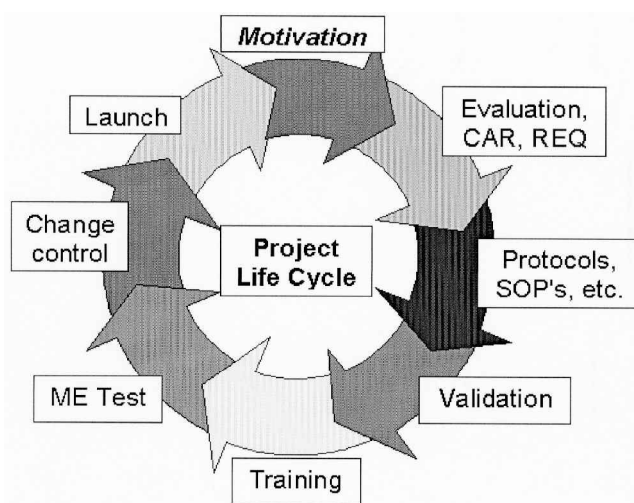 Motivation
Evaluation,
CAR, REQ
Protocols,
SOP's, etc.
Validation
Training
ME Test
Change
control
Launch
Project
Life Cycle